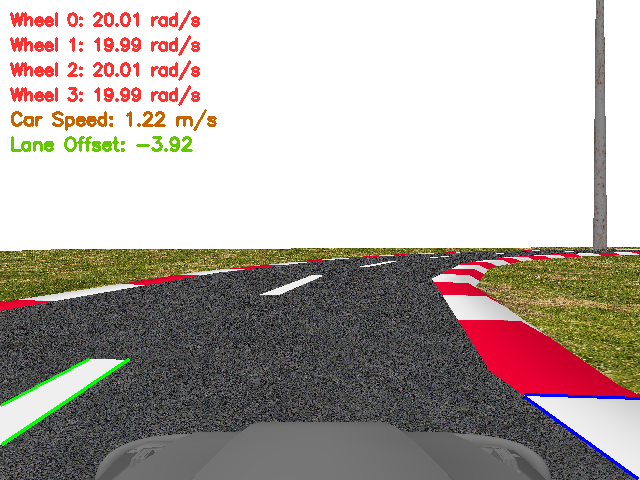 Wheel 0: 20.01 rad/s
Wheel 1: 19.99 rad/s
Wheel 2: 20.01 rad/s
Wheel 3: 19.99 rad/s
Car Speed: 1.22 m/s
Lane Offset: -3.92